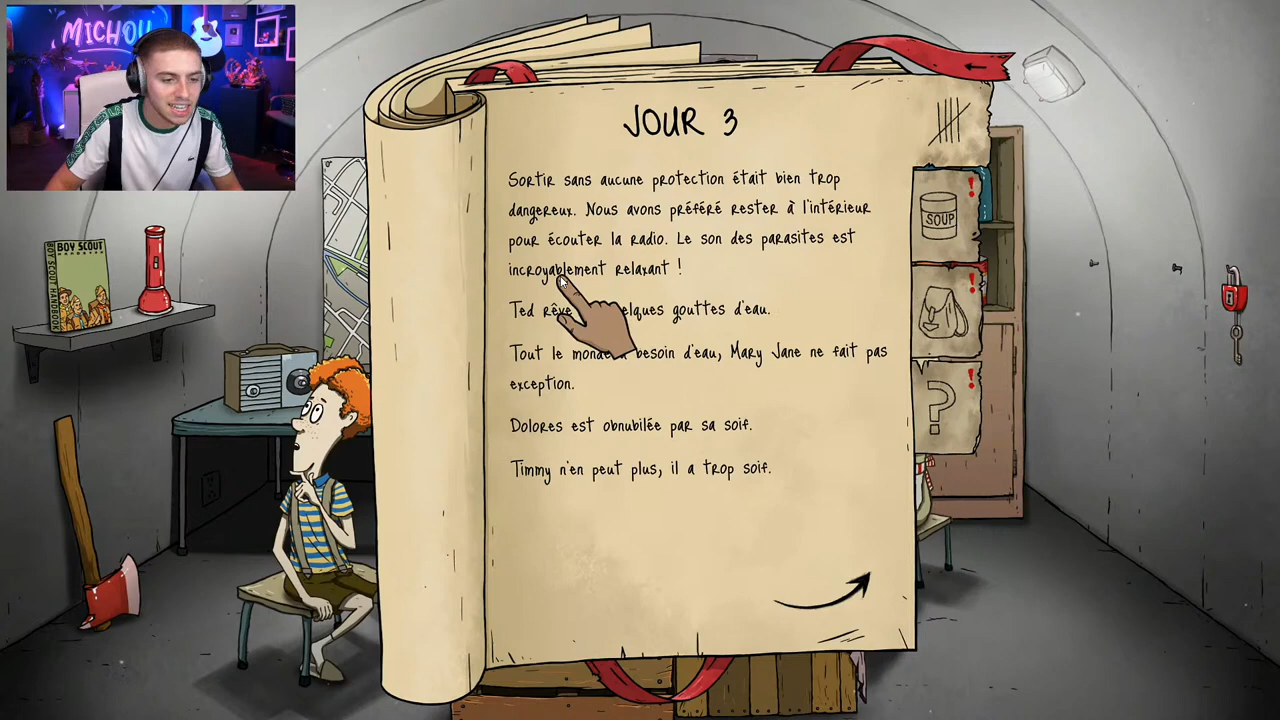 MICHOU
JOUR 3
Sortir sans aucune protection était bien trop
dangereux. Nous avons préféré rester à l'intérieur
pour écouter la radio. Le son des parasites est
incroyablement relaxant !
Ted elques gouttes d'eau.
Tout le monde besoin d'eau, Mary Jane ne fait pas
exception.
Dolores est obnubilée par sa soif.
Timmy n'en peut plus, il a trop soif.
SOUP
!
!
?
!
BOY SCOUT
BOY SCOUT HANDBOOK